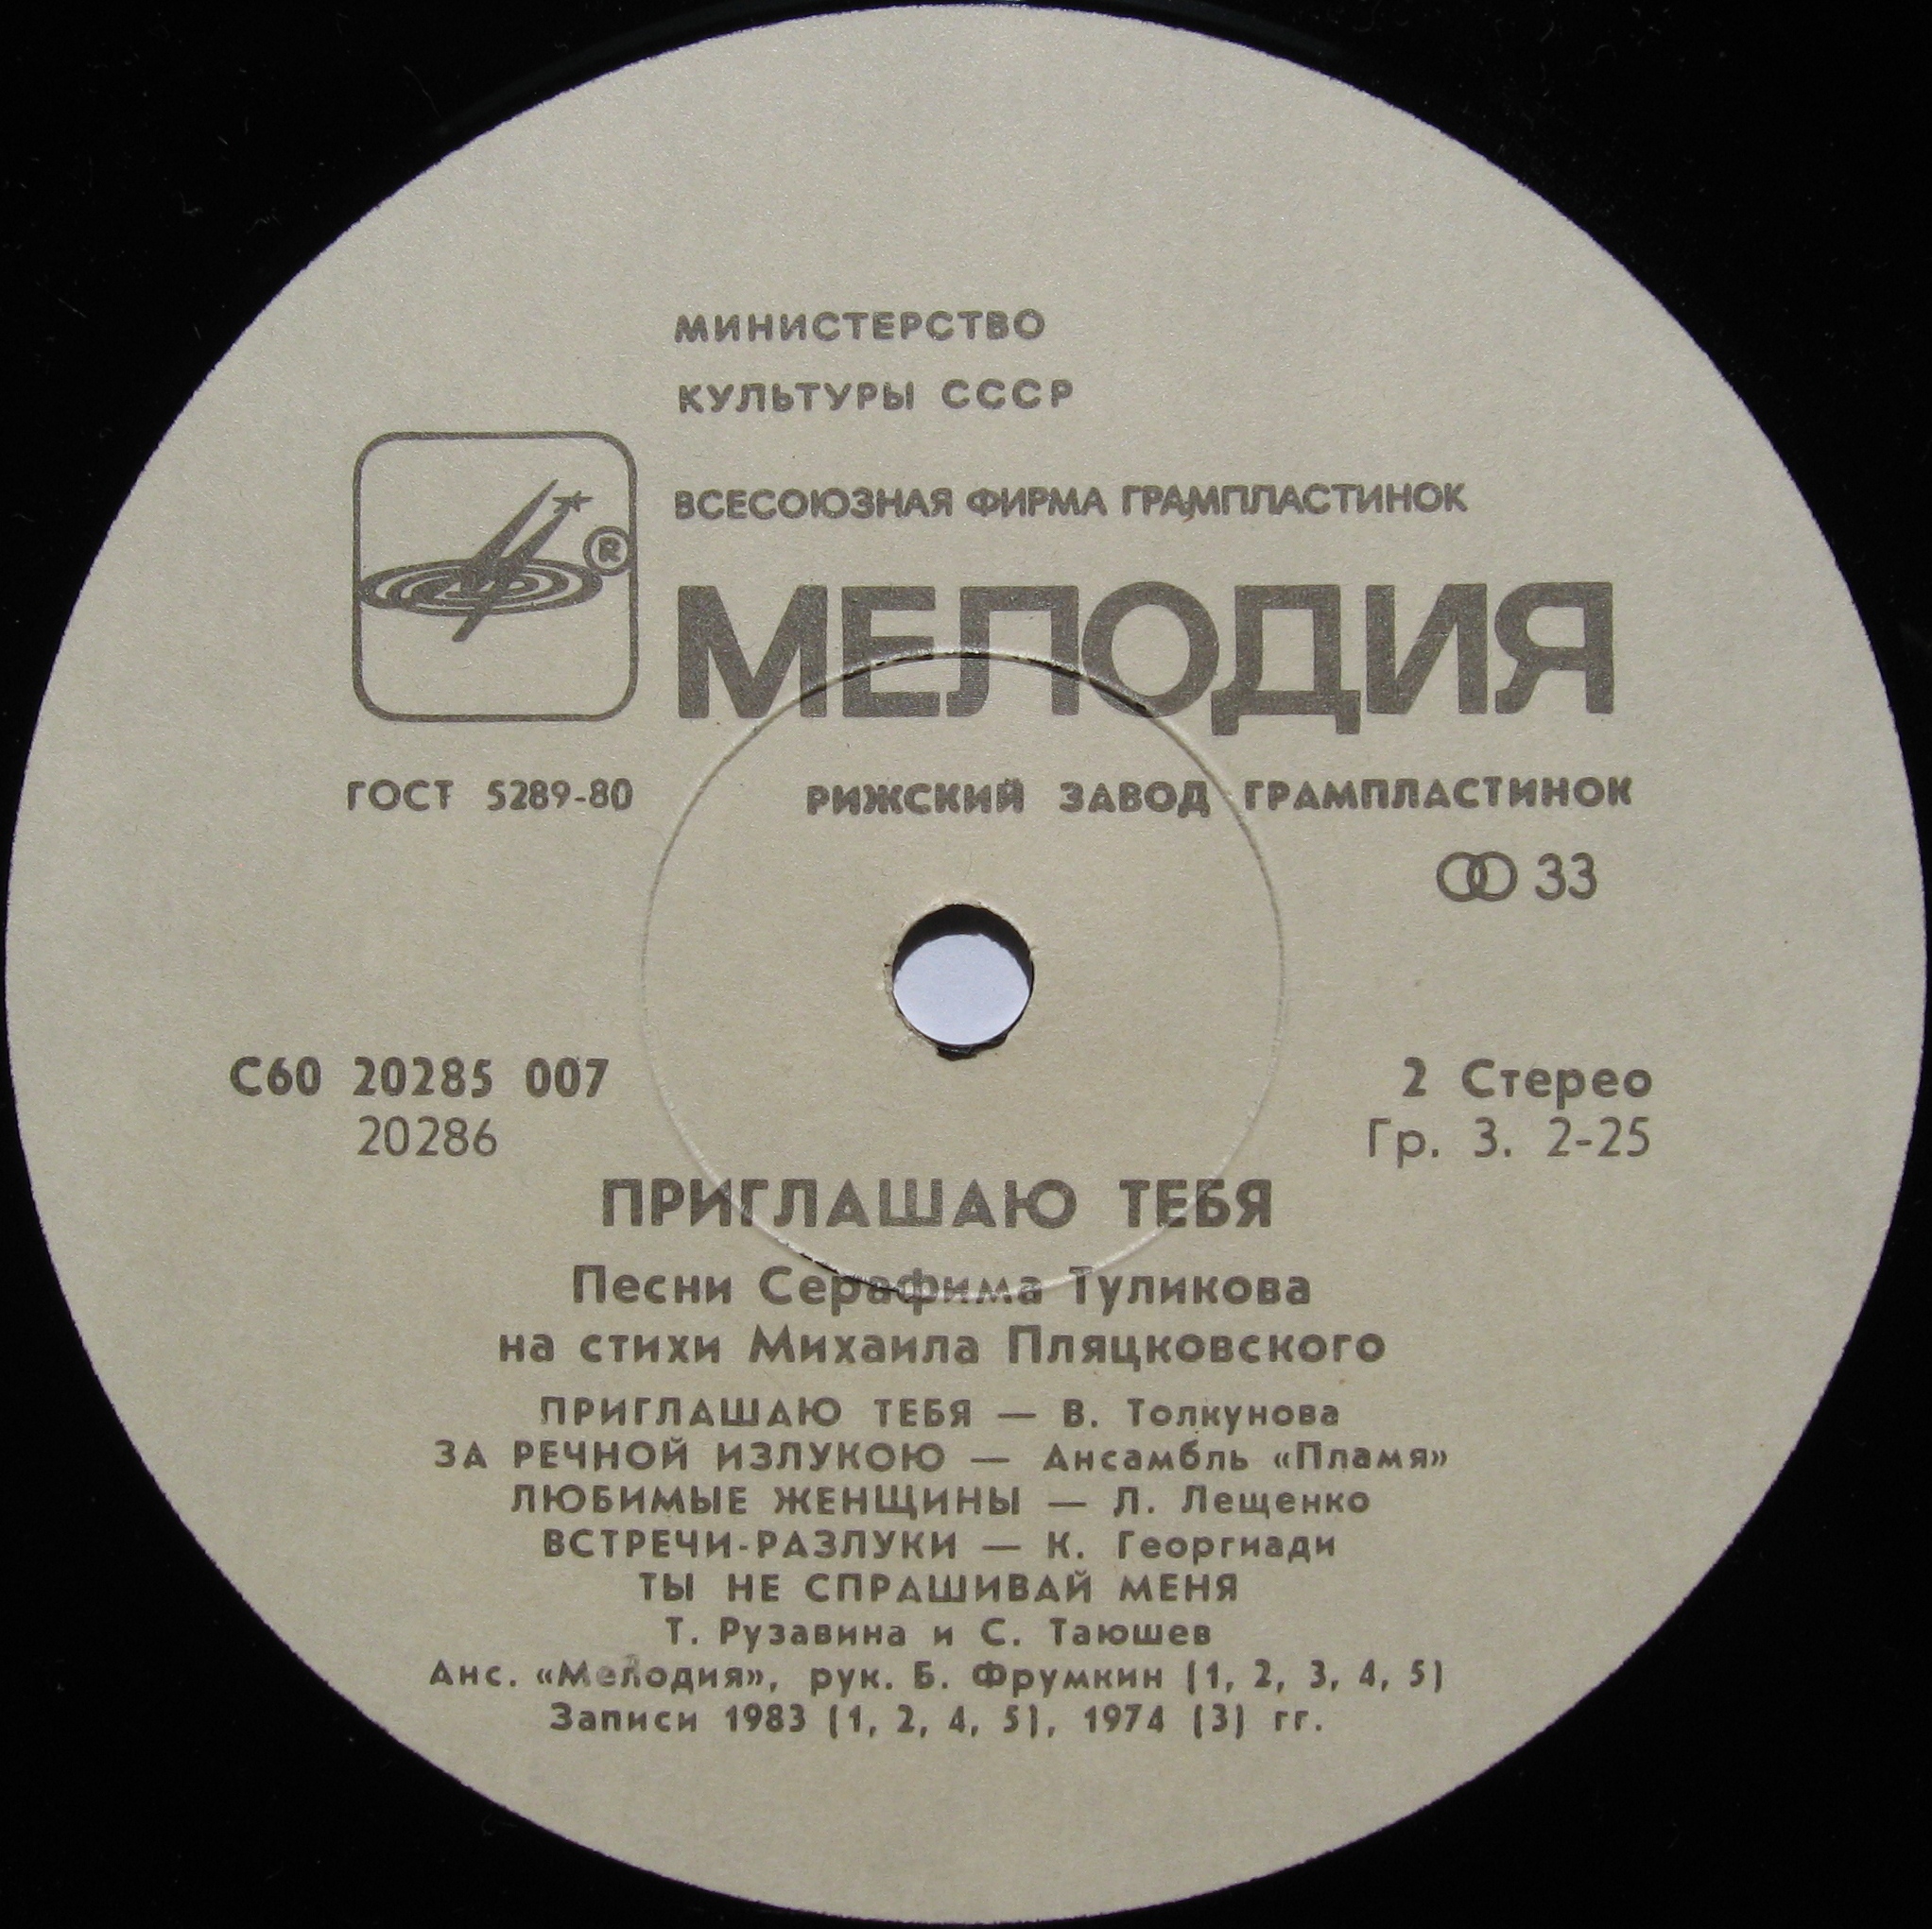 МИНИСТЕРСТВО
КУЛЬТУРЫ СССР
ВСЕСОЮЗНАЯ ФИРМА ГРАМПЛАСТИНОК
®
МЕЛОДИЯ
ГОСТ 5289-80 РИЖСКИЙ ЗАВОД ГРАМПЛАСТИНОК
33
С60 20285 007 2 Стерео
20286 Гр. 3. 2-25
ПРИГЛАШАЮ ТЕБЯ
Песни Серафима Туликова
на стихи Михаила Пляцковского
ПРИГЛАШАЮ ТЕБЯ — В. Толкунова
ЗА РЕЧНОЙ ИЗЛУКОЮ — Ансамбль «Пламя»
ЛЮБИМЫЕ ЖЕНЩИНЫ — Л. Лещенко
ВСТРЕЧИ-РАЗЛУКИ — К. Георгиади
ТЫ НЕ СПРАШИВАЙ МЕНЯ
Т. Рузавина и С. Таюшев
Анс. «Мелодия», рук. Б. Фрумкин (1, 2, 3, 4, 5)
Записи 1983 (1, 2, 4, 5), 1974 (3) гг.